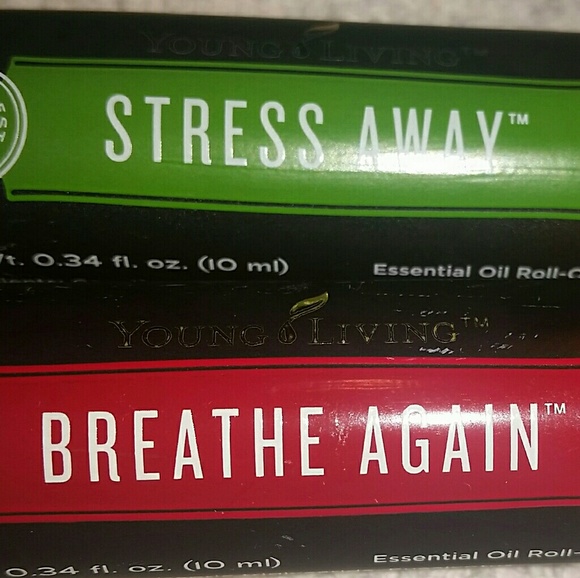 YOUNG LIVING™
STRESS AWAY™
0.34 fl. oz. (10 ml)
Essential Oil Roll-
YOUNG LIVING™
BREATHE AGAIN™
0.34 fl. oz. (10 ml)
Essential Oil Roll-